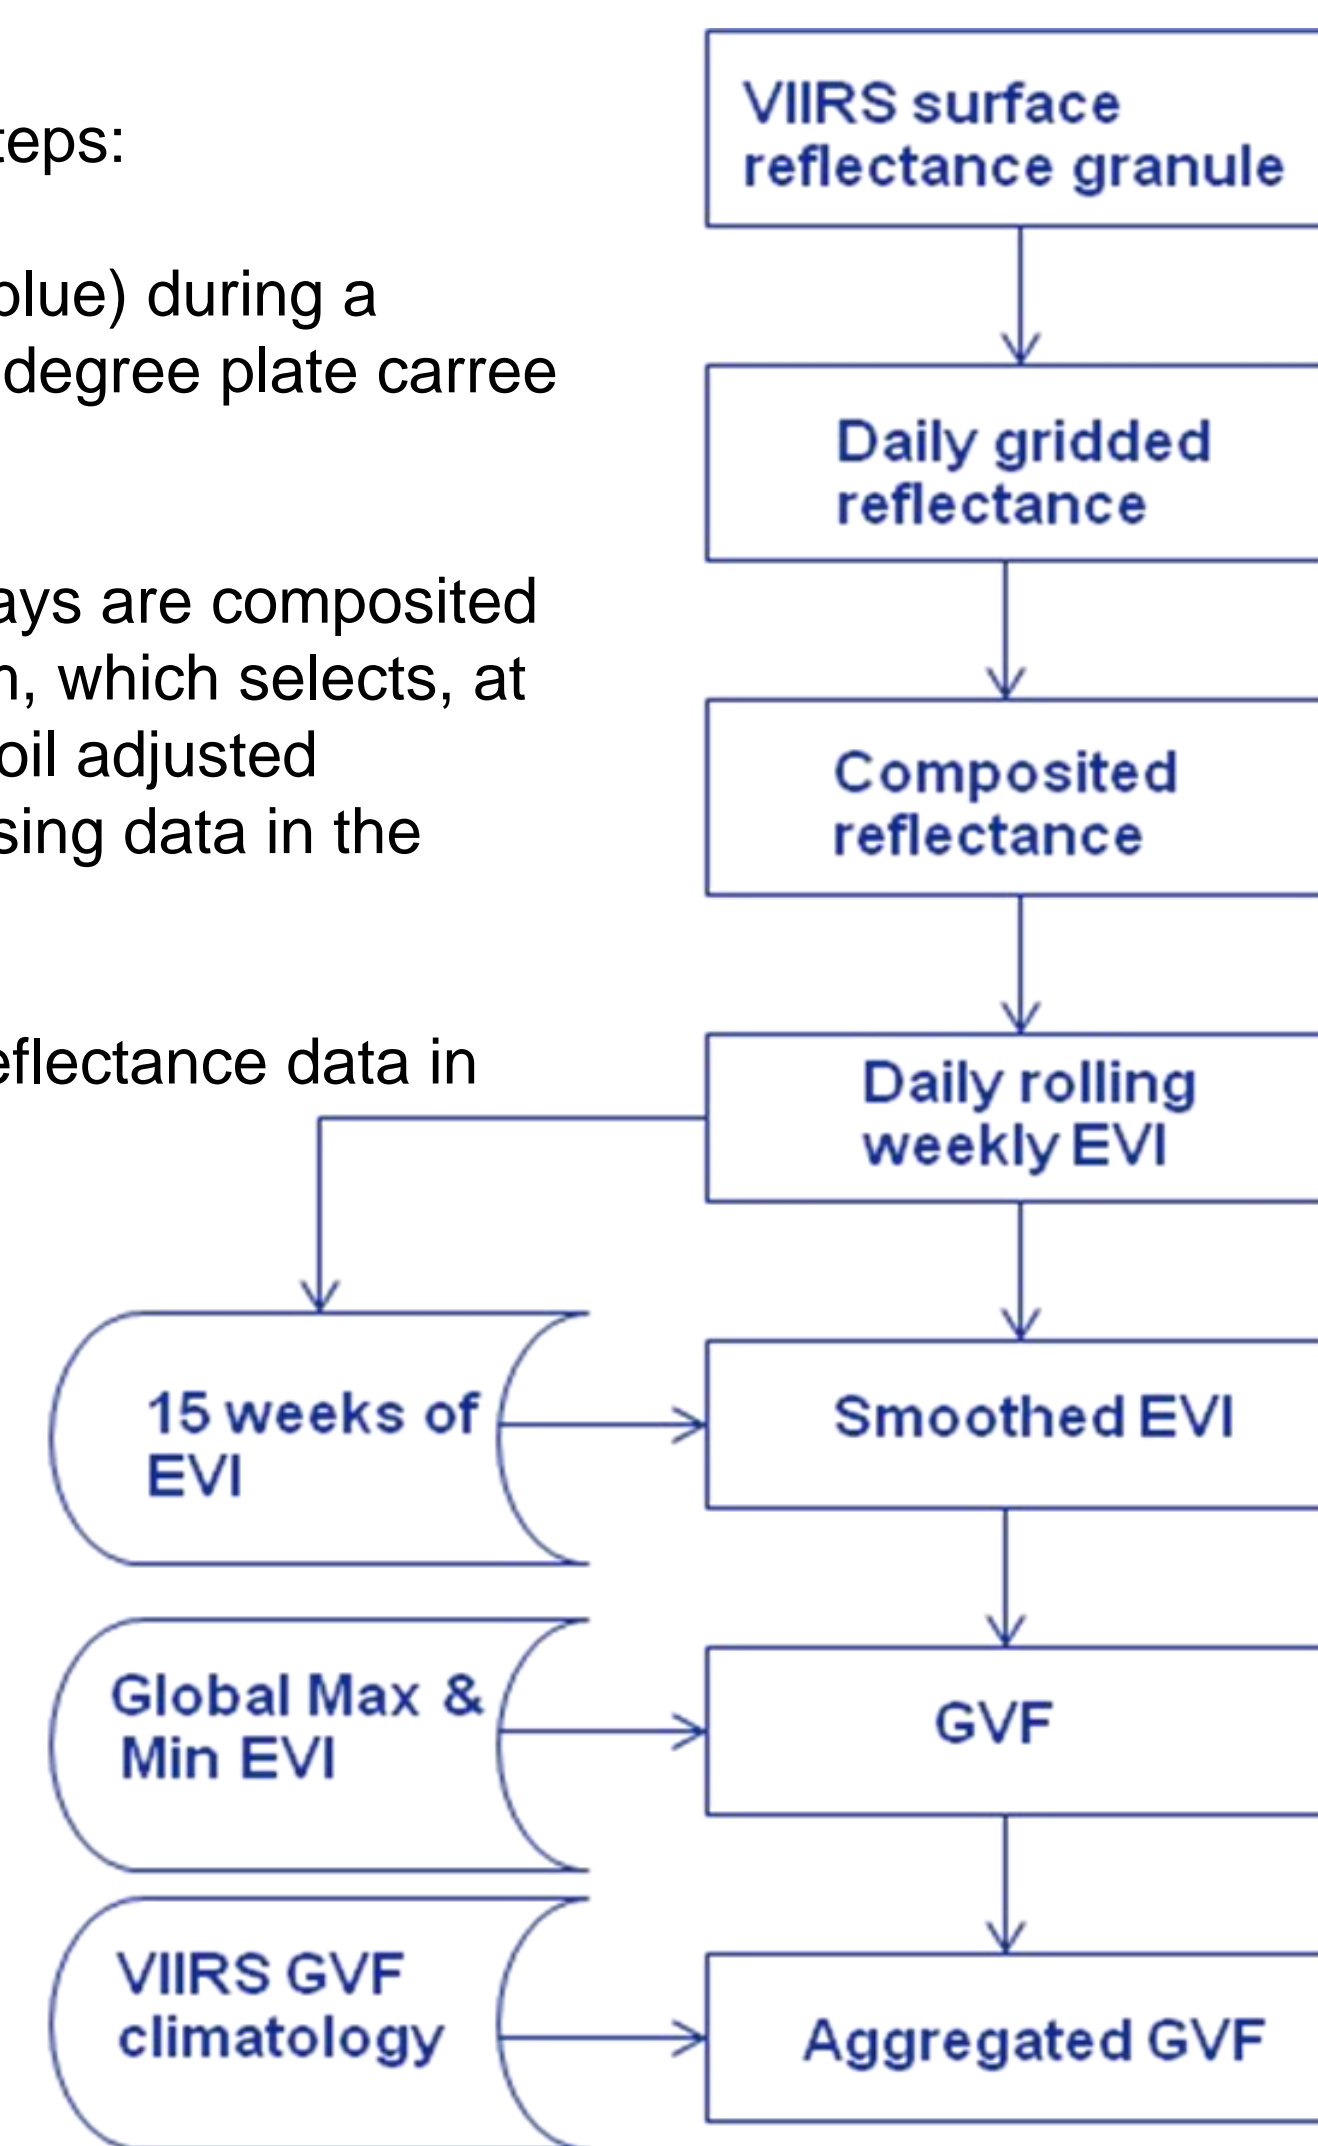 teps:
blue) during a
degree plate carree
ays are composited
which selects, at
oil adjusted
sing data in the
eflectance data in
VIIRS surface
reflectance granule
Daily gridded
reflectance
Composited
reflectance
Daily rolling
weekly EVI
15 weeks of
EVI
Smoothed EVI
Global Max &
Min EVI
GVF
VIIRS GVF
climatology
Aggregated GVF